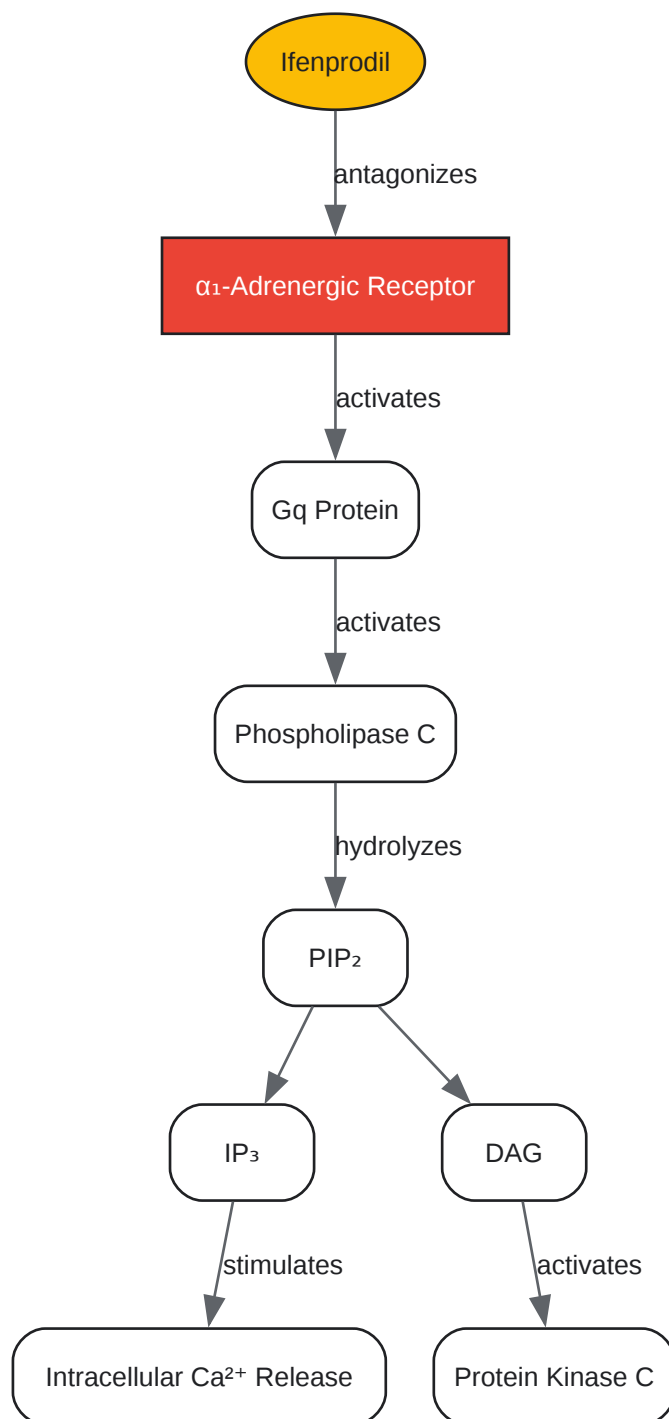 Ifenprodil
antagonizes
α₁-Adrenergic Receptor
activates
Gq Protein
activates
Phospholipase C
hydrolyzes
PIP₂
IP₃
DAG
stimulates
activates
Intracellular Ca²⁺ Release
Protein Kinase C